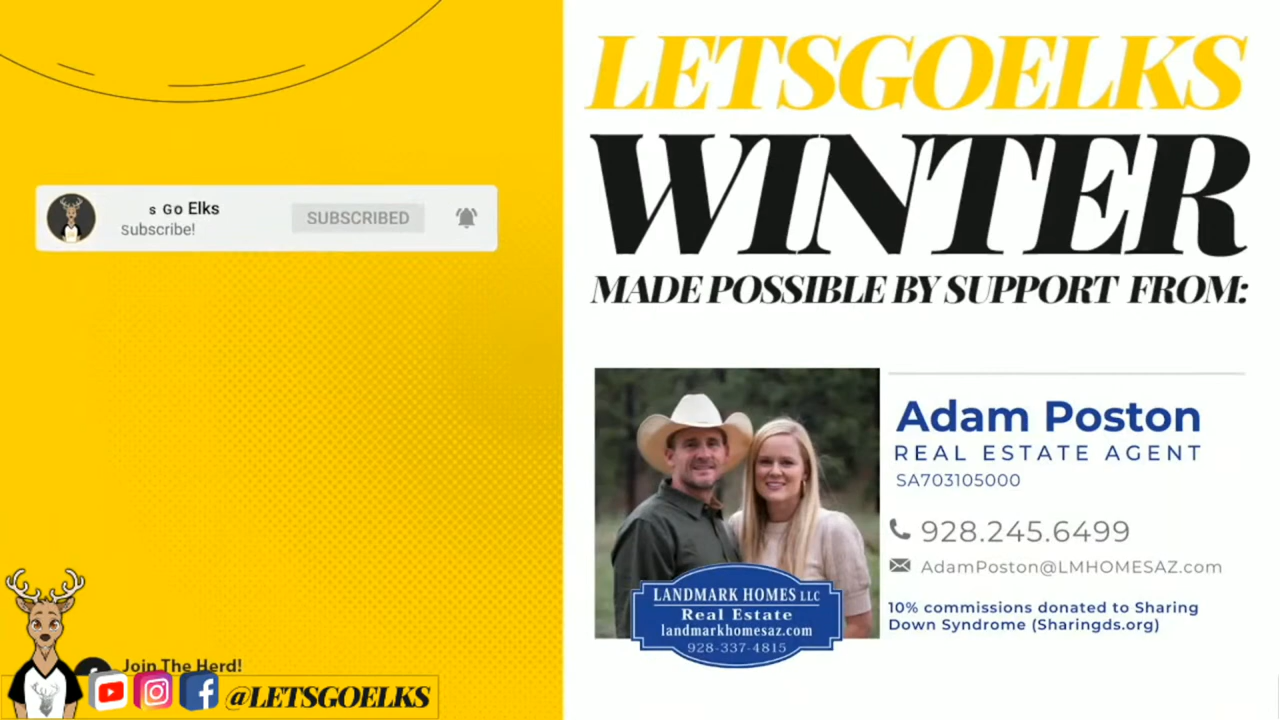 LETSGOELKS
WINTER
MADE POSSIBLE BY SUPPORT FROM:
s Go Elks
Subscribe!
SUBSCRIBED
Adam Poston
REAL ESTATE AGENT
SA703105000
928.245.6499
AdamPoston@LMHOMESAZ.com
10% commissions donated to Sharing
Down Syndrome (Sharingds.org)
LANDMARK HOMES LLC
Real Estate
landmarkhomesaz.com
928-337-4815
Join The Herd!
@LETSGOELKS